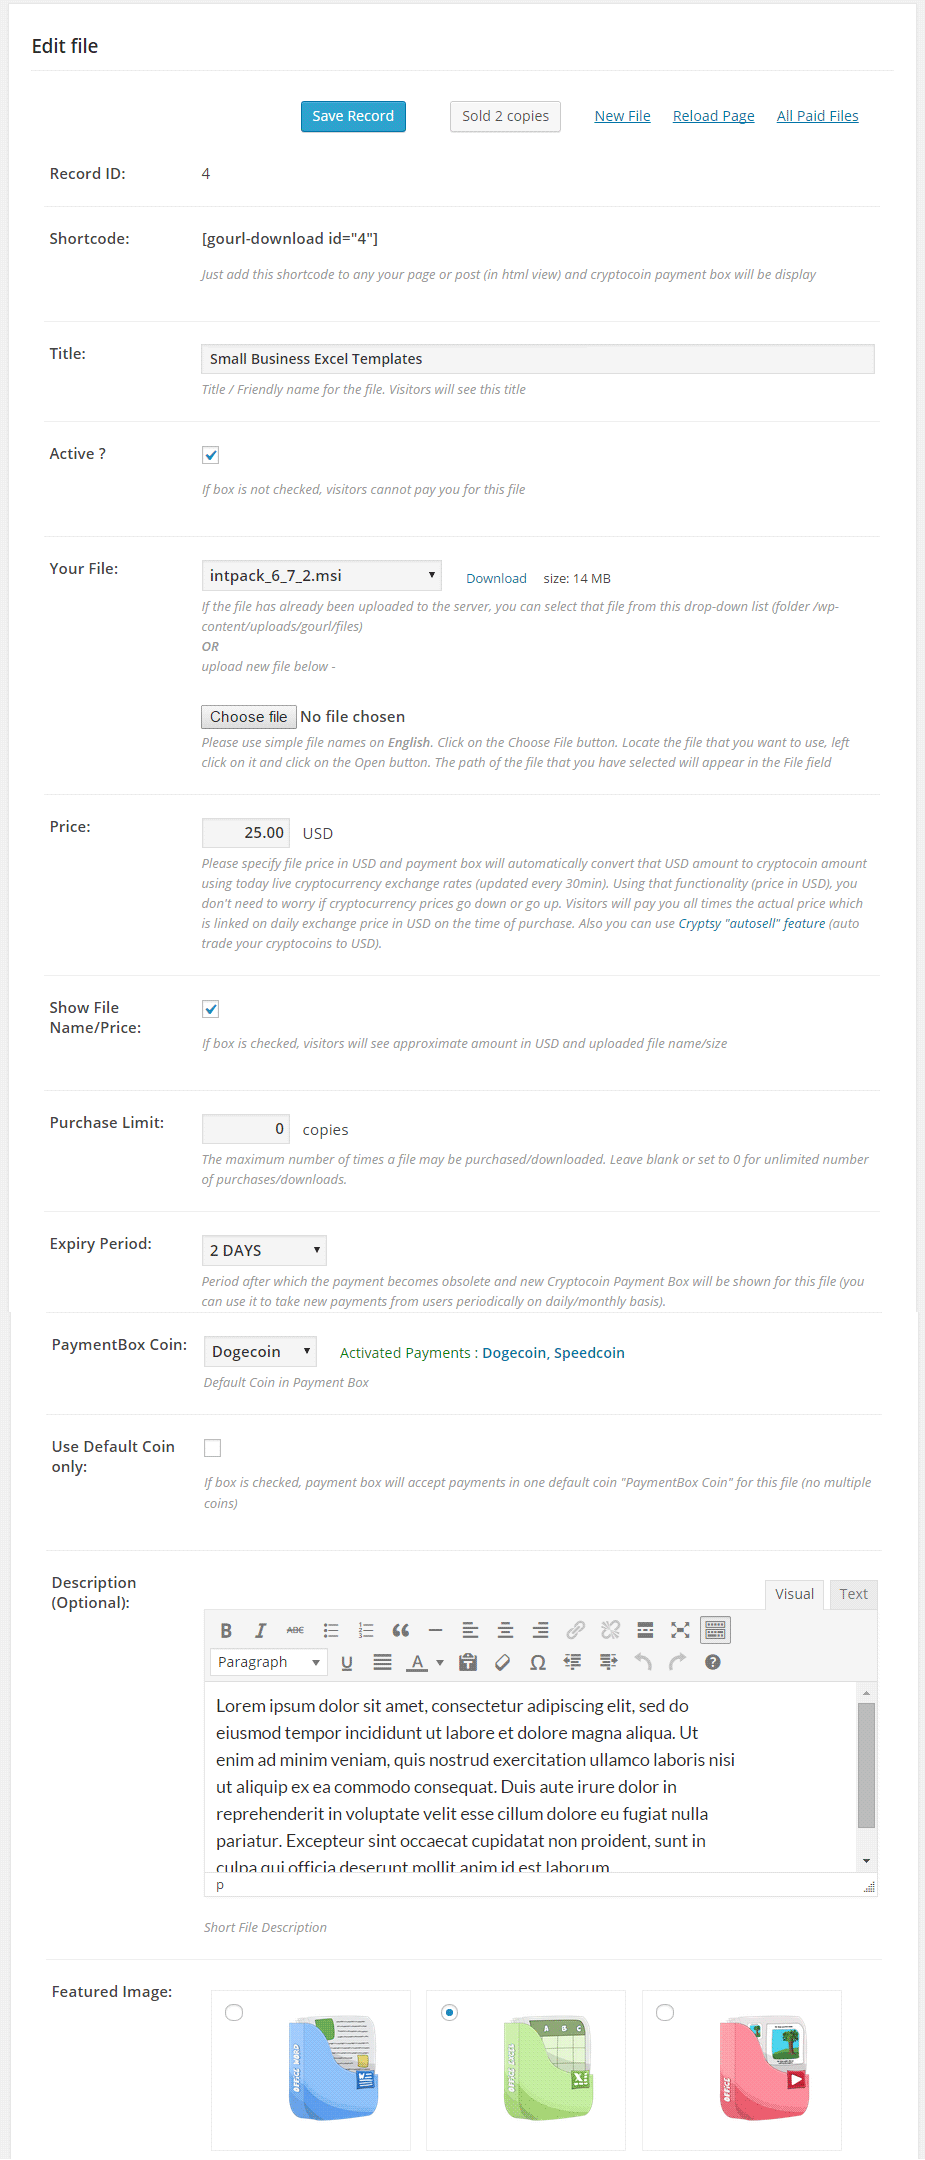 Edit file
Save Record Sold 2 copies New File Reload Page All Paid Files
Record ID: 4
Shortcode: [gourl-download id="4"]
Just add this shortcode to any your page or post (in html view) and cryptocoin payment box will be display
Title: Small Business Excel Templates
Title / Friendly name for the file. Visitors will see this title
Active ?
If box is not checked, visitors cannot pay you for this file
Your File: intpack_6_7_2.msi Download size: 14 MB
If the file has already been uploaded to the server, you can select that file from this drop-down list (folder /wp-
content/uploads/gourl/files)
OR
upload new file below -
Choose file No file chosen
Please use simple file names on English. Click on the Choose File button. Locate the file that you want to use, left
click on it and click on the Open button. The path of the file that you have selected will appear in the File field
Price: 25.00 USD
Please specify file price in USD and payment box will automatically convert that USD amount to cryptocoin amount
using today live cryptocurrency exchange rates (updated every 30min). Using that functionality (price in USD), you
don't need to worry if cryptocurrency prices go down or go up. Visitors will pay you all times the actual price which
is linked on daily exchange price in USD on the time of purchase. Also you can use Cryptsy "autosell" feature (auto
trade your cryptocoins to USD).
Show File
Name/Price:
If box is checked, visitors will see approximate amount in USD and uploaded file name/size
Purchase Limit: 0 copies
The maximum number of times a file may be purchased/downloaded. Leave blank or set to 0 for unlimited number
of purchases/downloads.
Expiry Period: 2 DAYS
Period after which the payment becomes obsolete and new Cryptocoin Payment Box will be shown for this file (you
can use it to take new payments from users periodically on daily/monthly basis).
PaymentBox Coin: Dogecoin Activated Payments : Dogecoin, Speedcoin
Default Coin in Payment Box
Use Default Coin
only:
If box is checked, payment box will accept payments in one default coin "PaymentBox Coin" for this file (no multiple
coins)
Description
(Optional):
Visual Text
B I ABC
Paragraph U A
Lorem ipsum dolor sit amet, consectetur adipiscing elit, sed do
eiusmod tempor incididunt ut labore et dolore magna aliqua. Ut
enim ad minim veniam, quis nostrud exercitation ullamco laboris nisi
ut aliquip ex ea commodo consequat. Duis aute irure dolor in
reprehenderit in voluptate velit esse cillum dolore eu fugiat nulla
pariatur. Excepteur sint occaecat cupidatat non proident, sunt in
culpa qui officia deserunt mollit anim id est laborum
p
Short File Description
Featured Image:
OFFICE WORD
A B C
OFFICE EXCEL
OFFICE